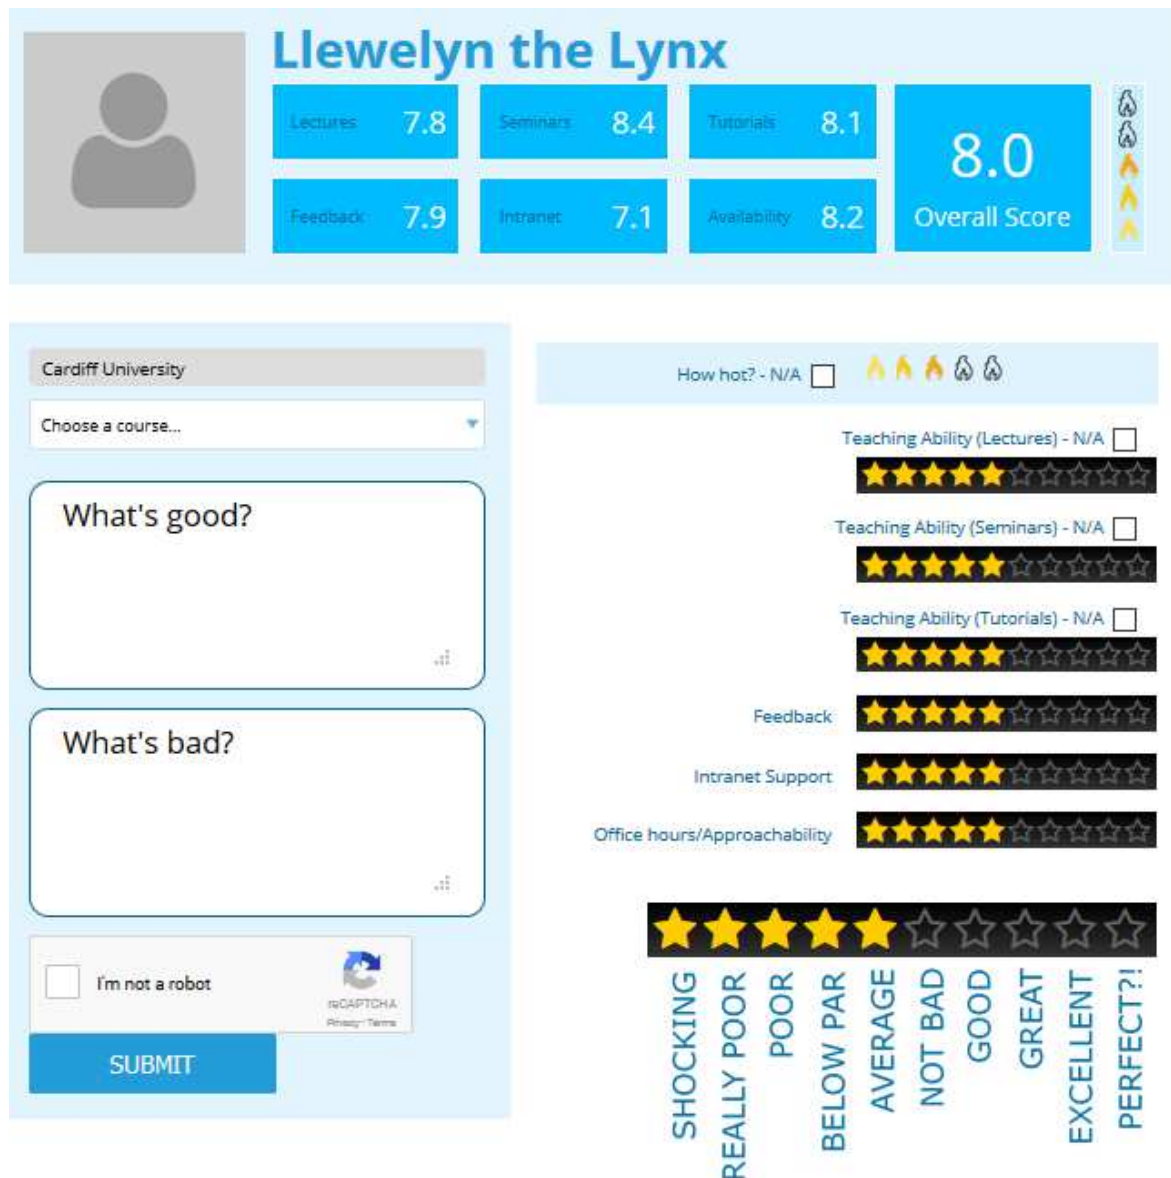 Llewelyn the Lynx
Lectures 7.8
Seminars 8.4
Tutorials 8.1
Feedback 7.9
Intranet 7.1
Availability 8.2
8.0
Overall Score
Cardiff University
Choose a course...
What's good?
What's bad?
I'm not a robot
reCAPTCHA
Privacy - Terms
SUBMIT
How hot? - N/A
Teaching Ability (Lectures) - N/A
Teaching Ability (Seminars) - N/A
Teaching Ability (Tutorials) - N/A
Feedback
Intranet Support
Office hours/Approachability
SHOCKING
REALLY POOR
POOR
BELOW PAR
AVERAGE
NOT BAD
GOOD
GREAT
EXCELLENT
PERFECT?!